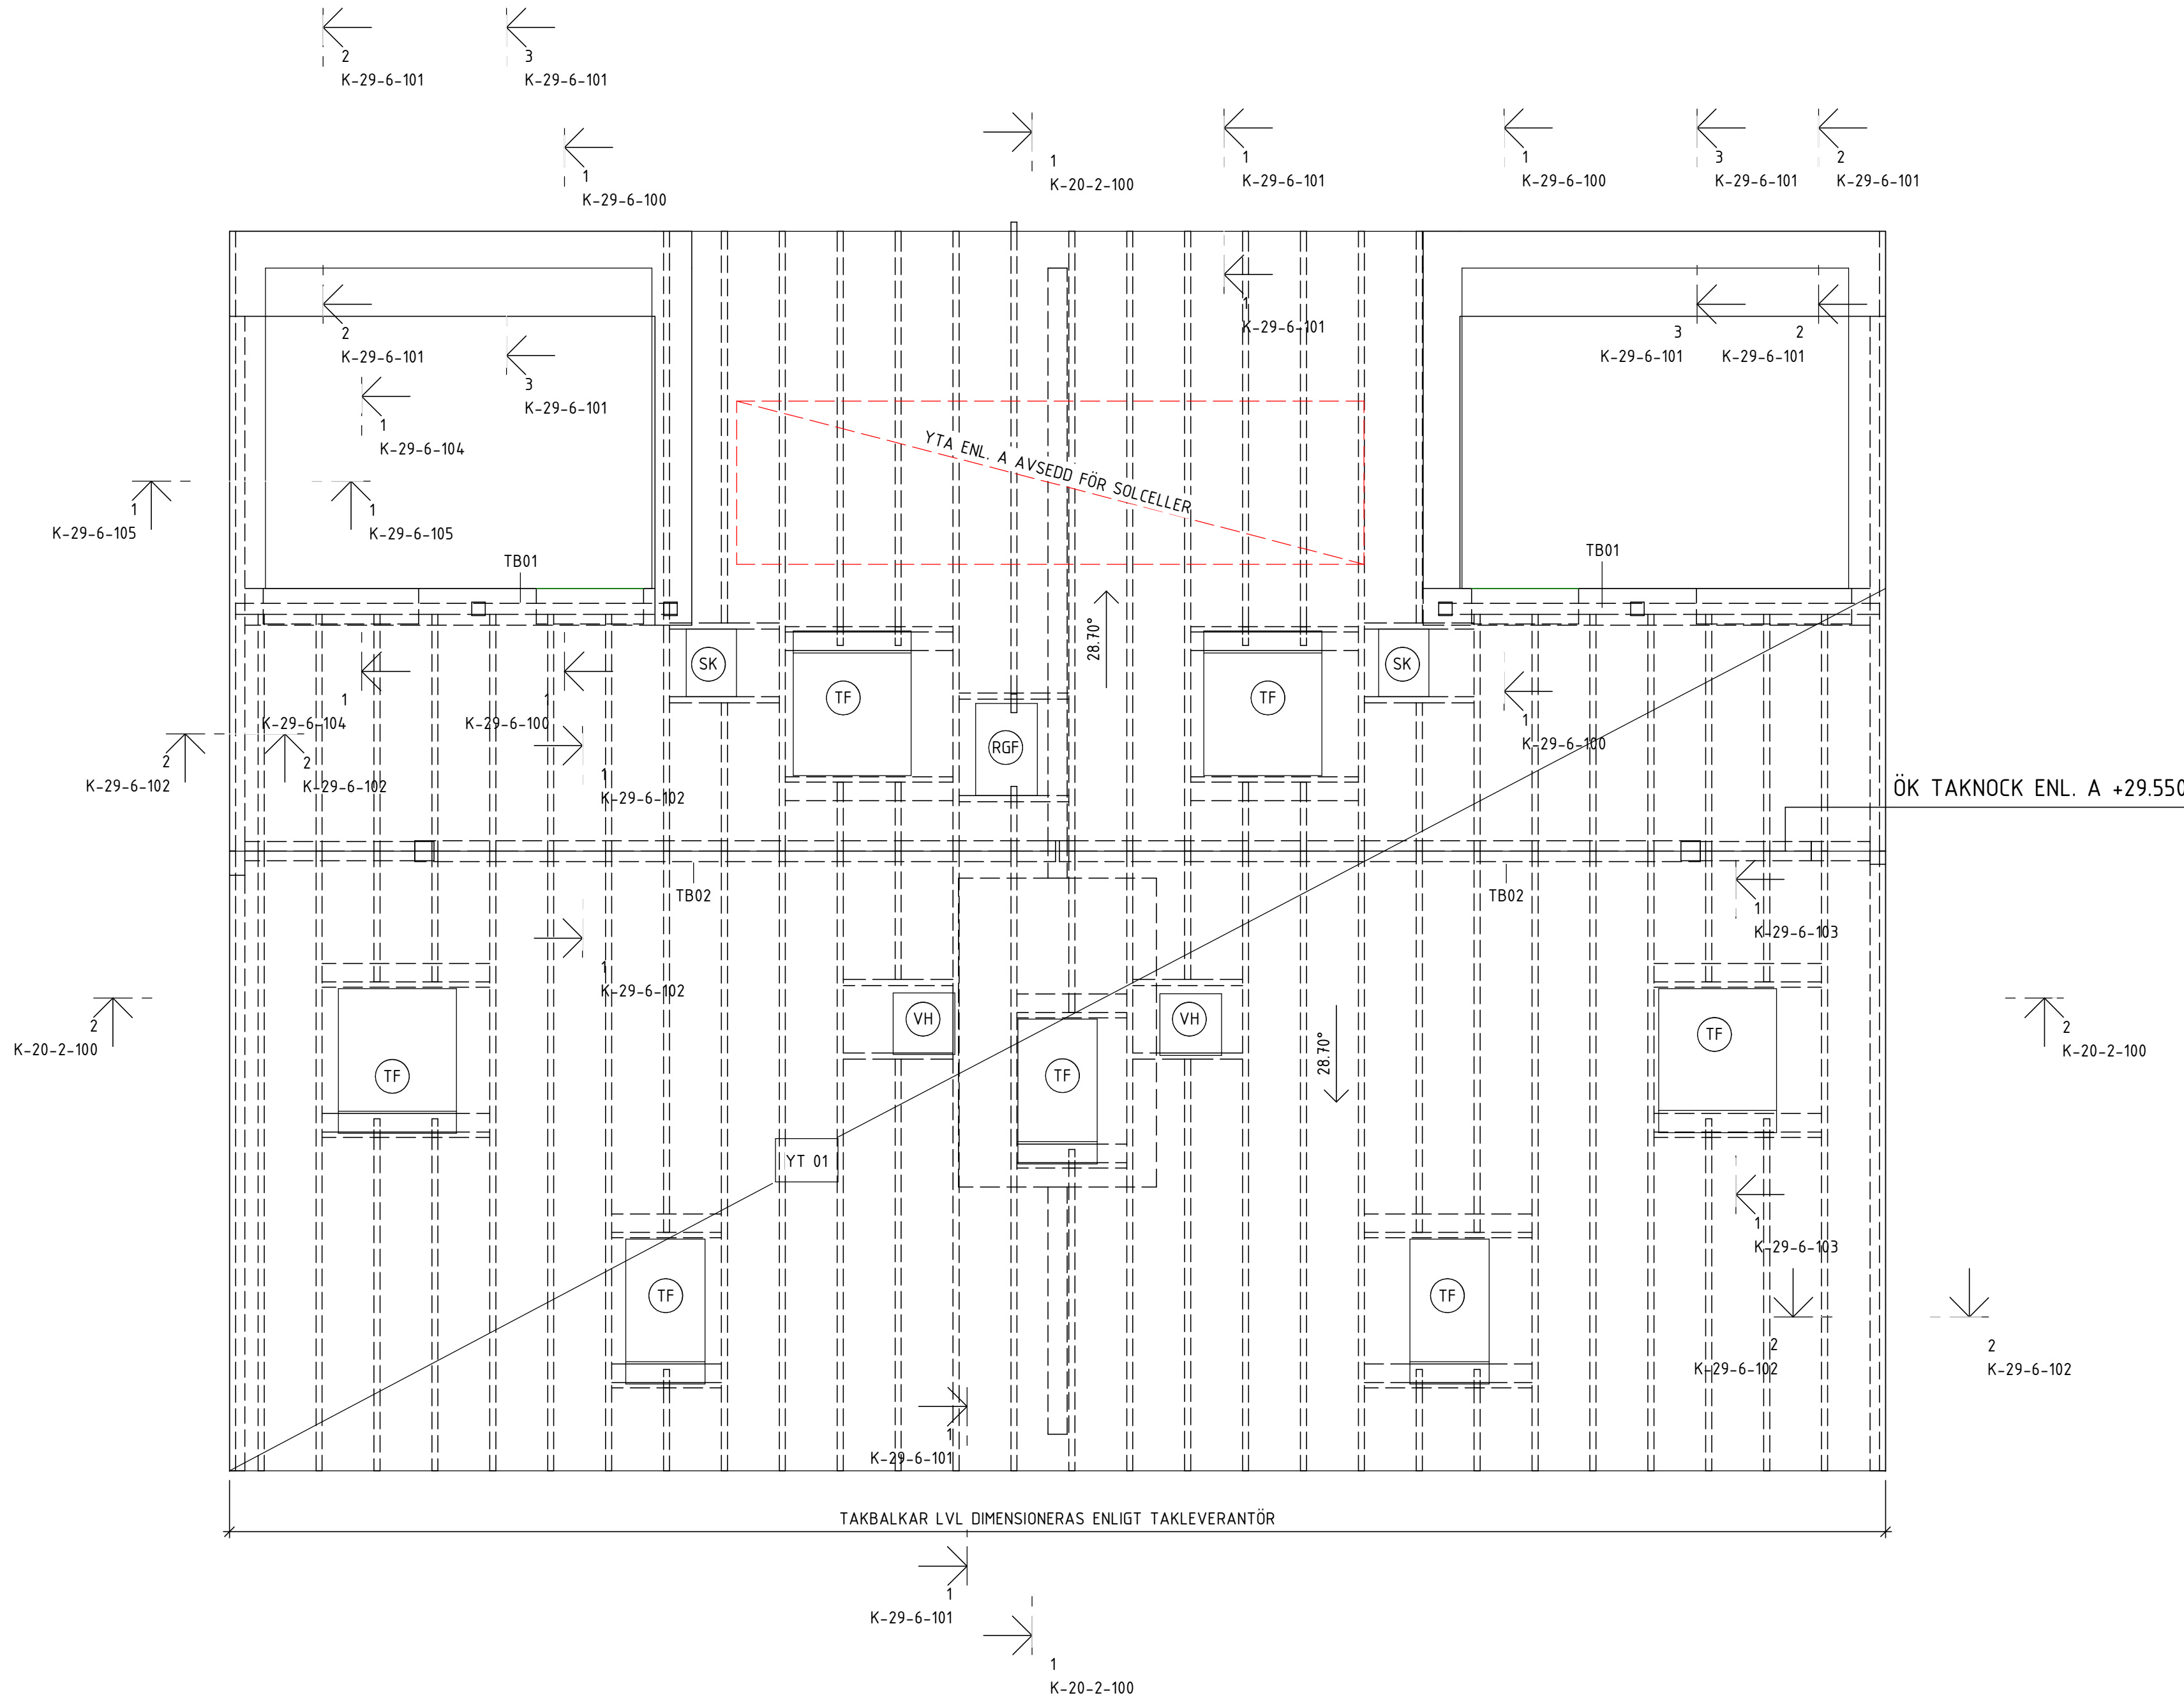 2
K-29-6-101
3
K-29-6-101
1
K-29-6-100
1
K-20-2-100
1
K-29-6-101
1
K-29-6-100
3
K-29-6-101
2
K-29-6-101
2
K-29-6-101
3
K-29-6-101
1
K-29-6-104
1
K-29-6-101
3
K-29-6-101
2
K-29-6-101
YTA ENL. A AVSEDD FÖR SOLCELLER
1
K-29-6-105
1
K-29-6-105
TB01
TB01
28.70°
SK
TF
TF
SK
RGF
1
K-29-6-104
1
K-29-6-100
1
K-29-6-100
2
K-29-6-102
2
K-29-6-102
1
K-29-6-102
ÖK TAKNOCK ENL. A +29.550
TB02
TB02
1
K-29-6-103
1
K-29-6-102
2
K-20-2-100
VH
VH
TF
TF
TF
28.70°
2
K-20-2-100
YT 01
1
K-29-6-103
TF
TF
2
K-29-6-102
2
K-29-6-102
1
K-29-6-101
TAKBALKAR LVL DIMENSIONERAS ENLIGT TAKLEVERANTÖR
1
K-29-6-101
1
K-20-2-100